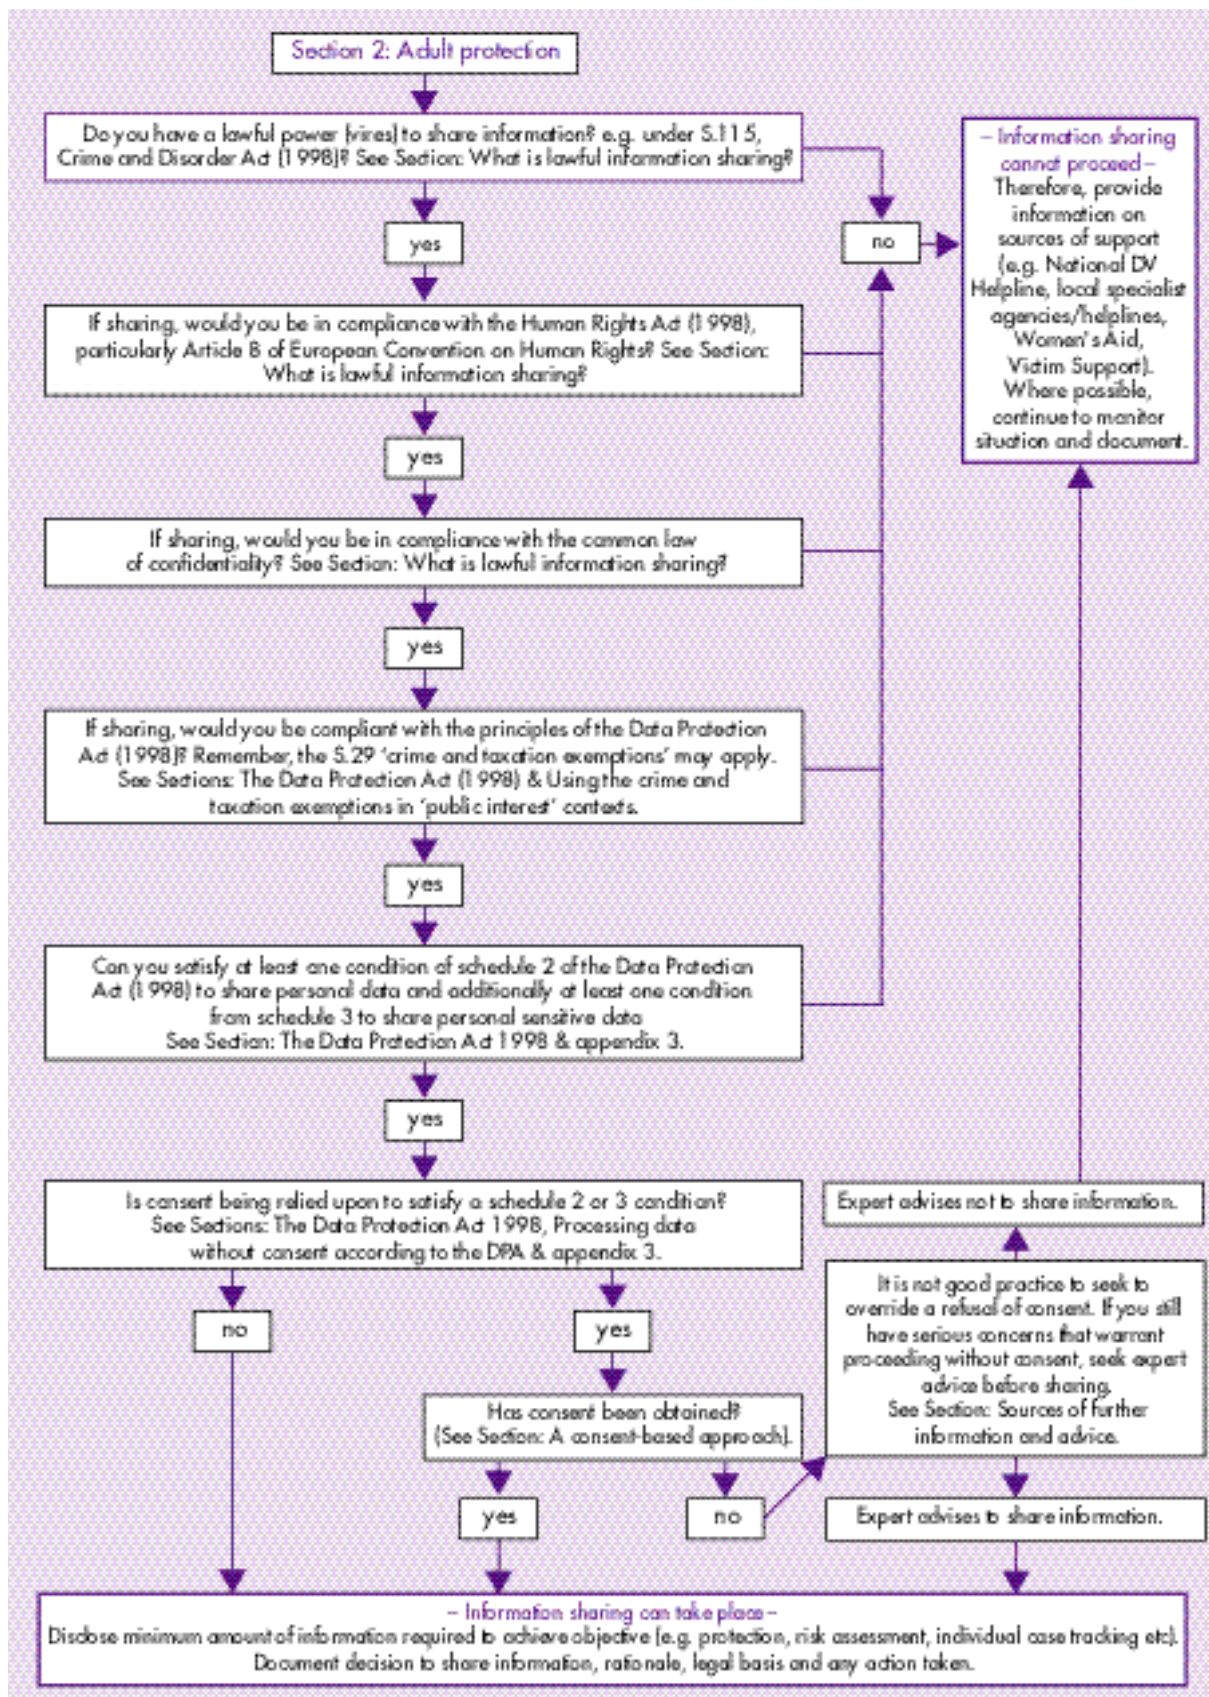 Section 2: Adult protection
Do you have a lawful power (vires) to share information? e.g. under S.115,
Crime and Disorder Act (1998)? See Section: What is lawful information sharing?
– Information sharing
cannot proceed –
Therefore, provide
information on
sources of support
(e.g. National DV
Helpline, local specialist
agencies/helplines,
Women's Aid,
Victim Support).
Where possible,
continue to monitor
situation and document.
yes
no
If sharing, would you be in compliance with the Human Rights Act (1998),
particularly Article 8 of European Convention on Human Rights? See Section:
What is lawful information sharing?
yes
If sharing, would you be in compliance with the common law
of confidentiality? See Section: What is lawful information sharing?
yes
If sharing, would you be compliant with the principles of the Data Protection
Act (1998)? Remember, the S.29 ‘crime and taxation exemptions’ may apply.
See Sections: The Data Protection Act (1998) & Using the crime and
taxation exemptions in ‘public interest’ contexts.
yes
Can you satisfy at least one condition of schedule 2 of the Data Protection
Act (1998) to share personal data and additionally at least one condition
from schedule 3 to share personal sensitive data
See Section: The Data Protection Act 1998 & appendix 3.
yes
Is consent being relied upon to satisfy a schedule 2 or 3 condition?
See Sections: The Data Protection Act 1998, Processing data
without consent according to the DPA & appendix 3.
Expert advises not to share information.
no
yes
It is not good practice to seek to
override a refusal of consent. If you still
have serious concerns that warrant
proceeding without consent, seek expert
advice before sharing.
See Section: Sources of further
information and advice.
Has consent been obtained?
(See Section: A consent-based approach).
yes
no
Expert advises to share information.
– Information sharing can take place –
Disclose minimum amount of information required to achieve objective (e.g. protection, risk assessment, individual case tracking etc).
Document decision to share information, rationale, legal basis and any action taken.